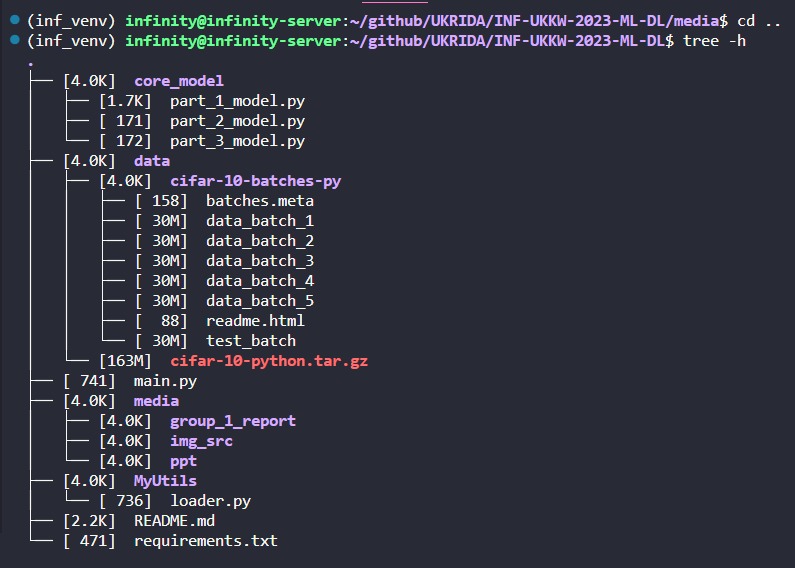 (inf_venv) infinity@infinity-server:~/github/UKRIDA/INF-UKKW-2023-ML-DL/media$ cd ..
(inf_venv) infinity@infinity-server:~/github/UKRIDA/INF-UKKW-2023-ML-DL$ tree -h
.
├── [4.0K]  core_model
│   ├── [1.7K]  part_1_model.py
│   ├── [ 171]  part_2_model.py
│   └── [ 172]  part_3_model.py
├── [4.0K]  data
│   ├── [4.0K]  cifar-10-batches-py
│   │   ├── [ 158]  batches.meta
│   │   ├── [ 30M]  data_batch_1
│   │   ├── [ 30M]  data_batch_2
│   │   ├── [ 30M]  data_batch_3
│   │   ├── [ 30M]  data_batch_4
│   │   ├── [ 30M]  data_batch_5
│   │   ├── [  88]  readme.html
│   │   └── [ 30M]  test_batch
│   └── [163M]  cifar-10-python.tar.gz
├── [ 741]  main.py
├── [4.0K]  media
│   ├── [4.0K]  group_1_report
│   ├── [4.0K]  img_src
│   └── [4.0K]  ppt
├── [4.0K]  MyUtils
│   └── [ 736]  loader.py
├── [2.2K]  README.md
└── [ 471]  requirements.txt